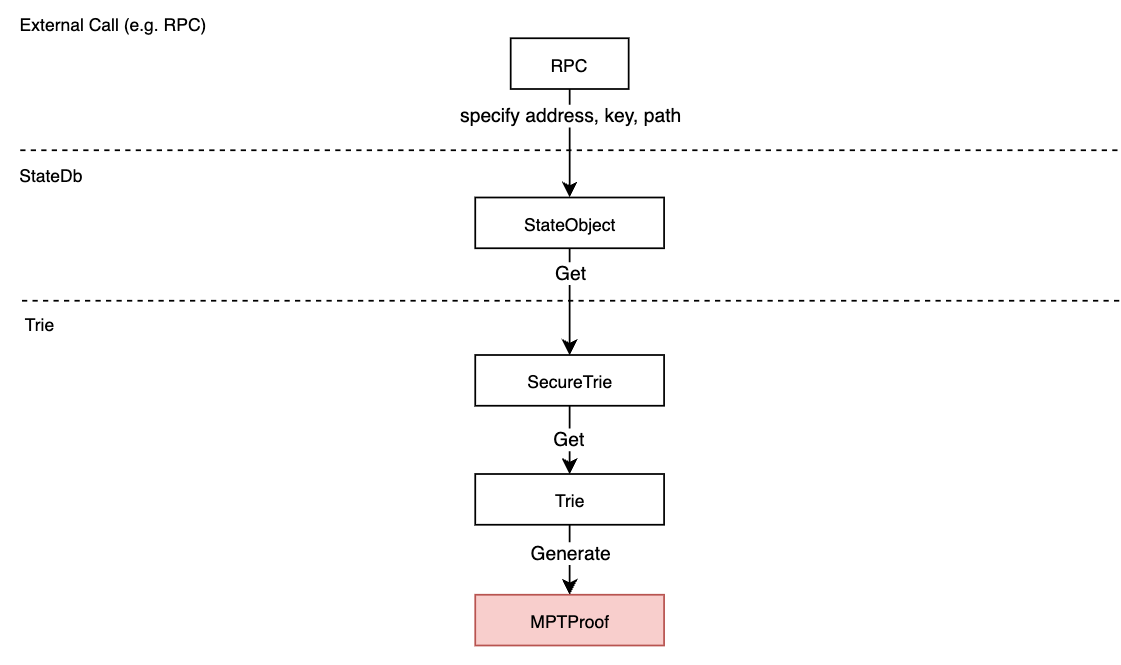 External Call (e.g. RPC)
RPC
specify address, key, path
StateDb
StateObject
Get
Trie
SecureTrie
Get
Trie
Generate
MPTProof